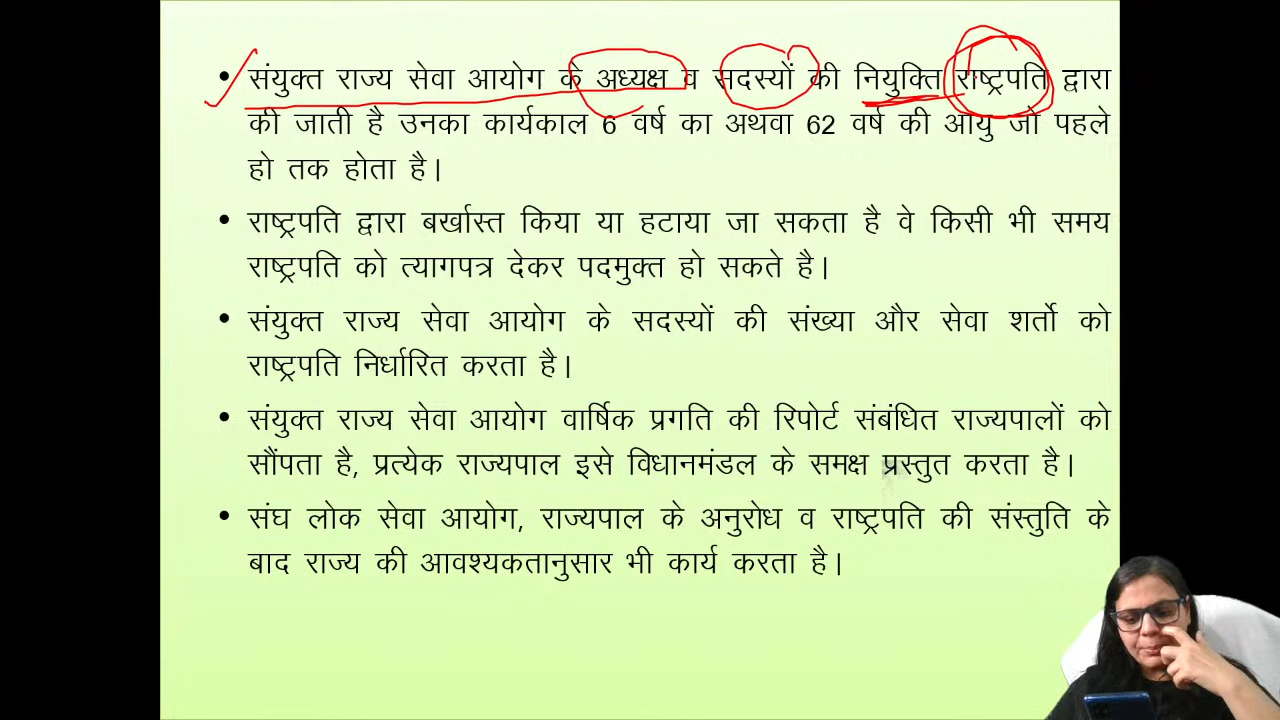 • संयुक्त राज्य सेवा आयोग के अध्यक्ष व सदस्यों की नियुक्ति राष्ट्रपति द्वारा
की जाती है उनका कार्यकाल 6 वर्ष का अथवा 62 वर्ष की आयु जो पहले
हो तक होता है।
• राष्ट्रपति द्वारा बर्खास्त किया या हटाया जा सकता है वे किसी भी समय
राष्ट्रपति को त्यागपत्र देकर पदमुक्त हो सकते है।
• संयुक्त राज्य सेवा आयोग के सदस्यों की संख्या और सेवा शर्तो को
राष्ट्रपति निर्धारित करता है।
• संयुक्त राज्य सेवा आयोग वार्षिक प्रगति की रिपोर्ट संबंधित राज्यपालों को
सौंपता है, प्रत्येक राज्यपाल इसे विधानमंडल के समक्ष प्रस्तुत करता है।
• संघ लोक सेवा आयोग, राज्यपाल के अनुरोध व राष्ट्रपति की संस्तुति के
बाद राज्य की आवश्यकतानुसार भी कार्य करता है।